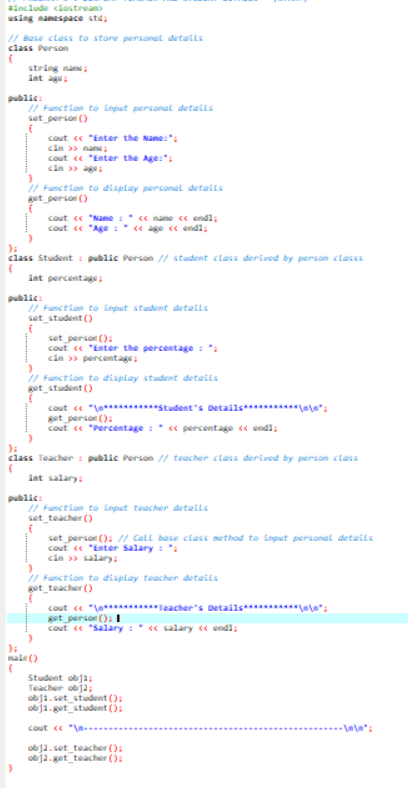 #include <iostream>
using namespace std;
// Base class to store personal details
class Person
{
string name;
int age;
public:
// Function to input personal details
set_person()
{
cout << "Enter the Name:";
cin >> name;
cout << "Enter the Age:";
cin >> age;
}
// Function to display personal details
get_person()
{
cout << "Name : " << name << endl;
cout << "Age : " << age << endl;
}
};
class Student : public Person // student class derived by person classs
{
int percentage;
public:
// Function to input student details
set_student()
{
set_person();
cout << "Enter the percentage : ";
cin >> percentage;
}
// Function to display student details
get_student()
{
cout << "\n***********Student's Details***********\n\n";
get_person();
cout << "Percentage : " << percentage << endl;
}
};
class Teacher : public Person // teacher class derived by person class
{
int salary;
public:
// Function to input teacher details
set_teacher()
{
set_person(); // Call base class method to input personal details
cout << "Enter Salary : ";
cin >> salary;
}
// Function to display teacher details
get_teacher()
{
cout << "\n***********Teacher's Details***********\n\n";
get_person();
cout << "Salary : " << salary << endl;
}
};
main()
{
Student obj1;
Teacher obj2;
obj1.set_student();
obj1.get_student();
cout << "\n---------------------------------------------------\n\n";
obj2.set_teacher();
obj2.get_teacher();
}